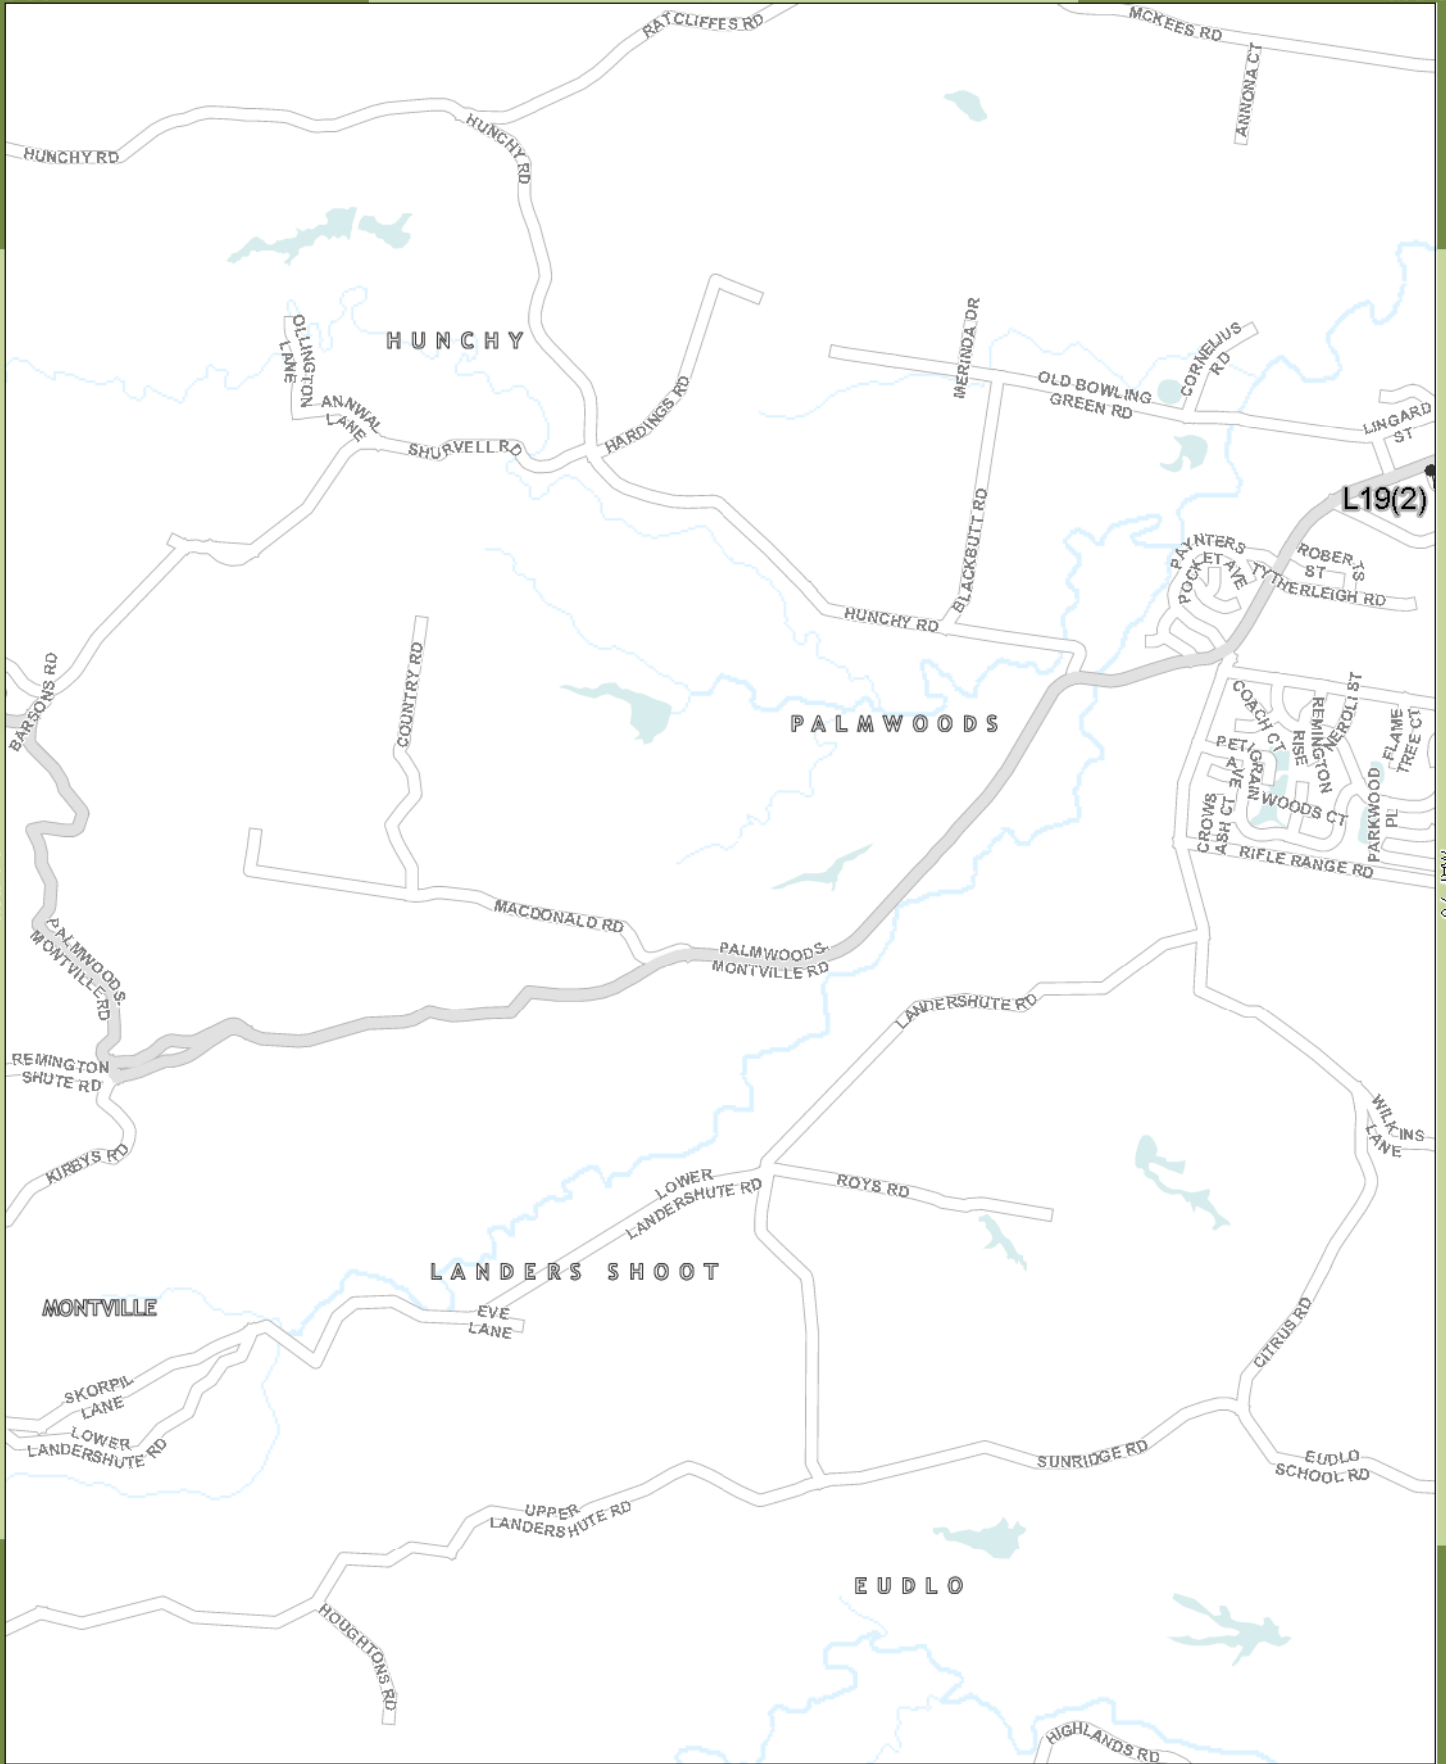 RATCLIFFES RD
MCKEES RD
ANNONA CT
HUNCHY RD
HUNCHY RD
OLLINGTON
LANE
HUNCHY
MERINDA DR
CORNELIUS
RD
OLD BOWLING
GREEN RD
ANNWAL
LANE
HARDINGS RD
LINGARD
ST
SHURVELL RD
L19(2)
BLACKBUTT RD
PAYNTERS
POCKET AVE
ROBERTS
ST
TYTHERLEIGH RD
HUNCHY RD
BARSONS RD
COUNTRY RD
PALMWOODS
COACH CT
REMINGTON
RISE
NEROLI ST
FLAME
TREE CT
PETIGRAIN
AVE
WOODS CT
PARKWOOD
PL
CROWS
ASH CT
RIFLE RANGE RD
MACDONALD RD
PALMWOODS-
MONTVILLE RD
PALMWOODS-
MONTVILLE RD
LANDERSHUTE RD
REMINGTON
SHUTE RD
WILKINS
LANE
KIRBYS RD
LOWER
LANDERSHUTE RD
ROYS RD
LANDERS SHOOT
MONTVILLE
EVE
LANE
CITRUS RD
SKORPIL
LANE
LOWER
LANDERSHUTE RD
SUNRIDGE RD
EUDLO
SCHOOL RD
UPPER
LANDERSHUTE RD
EUDLO
HOUGHTONS RD
HIGHLANDS RD